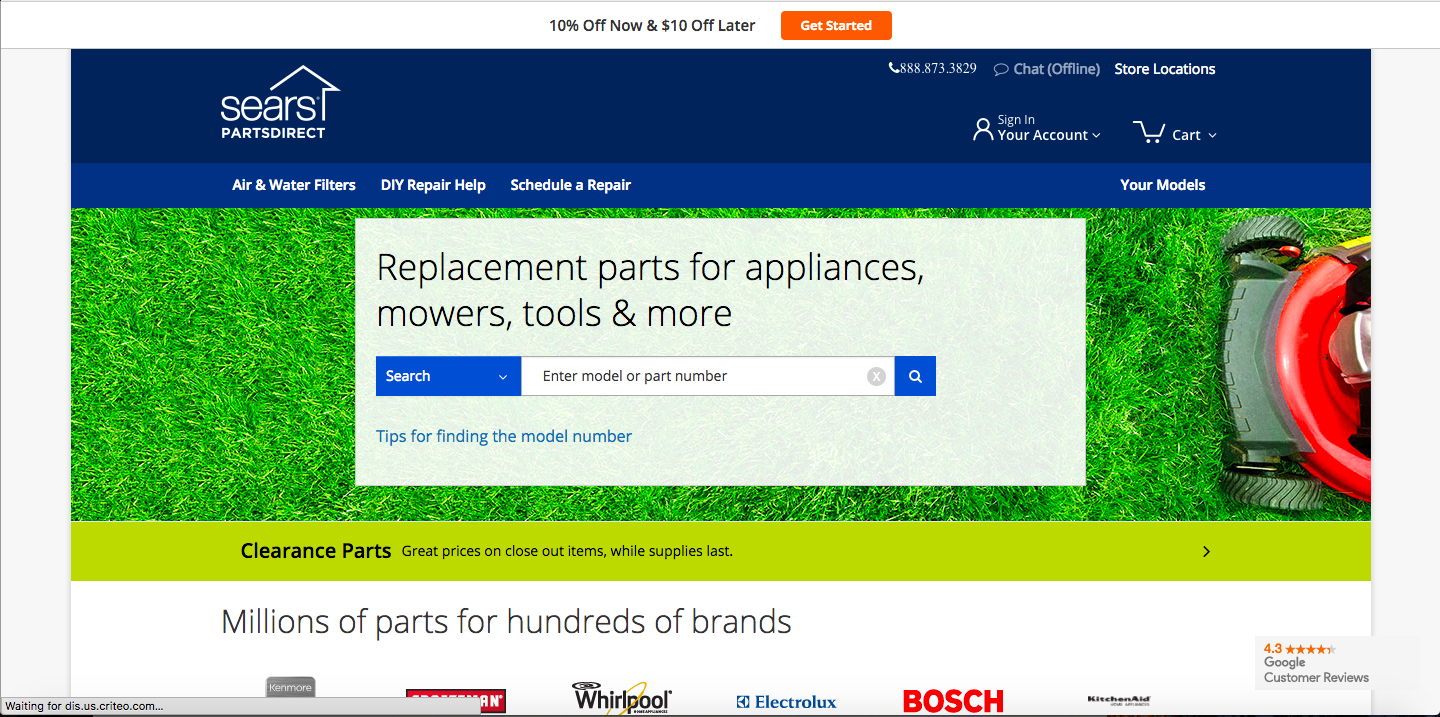 10% Off Now & $10 Off Later
Get Started
sears
PARTSDIRECT
888.873.3829
Chat (Offline)
Store Locations
Sign In
Your Account
Cart
Air & Water Filters
DIY Repair Help
Schedule a Repair
Your Models
Replacement parts for appliances,
mowers, tools & more
Search
Enter model or part number
X
Tips for finding the model number
Clearance Parts
Great prices on close out items, while supplies last.
Millions of parts for hundreds of brands
4.3
Google
Customer Reviews
Kenmore
Whirlpool
HOME APPLIANCES
Electrolux
BOSCH
KitchenAid
HOME APPLIANCES
Waiting for dis.us.criteo.com...